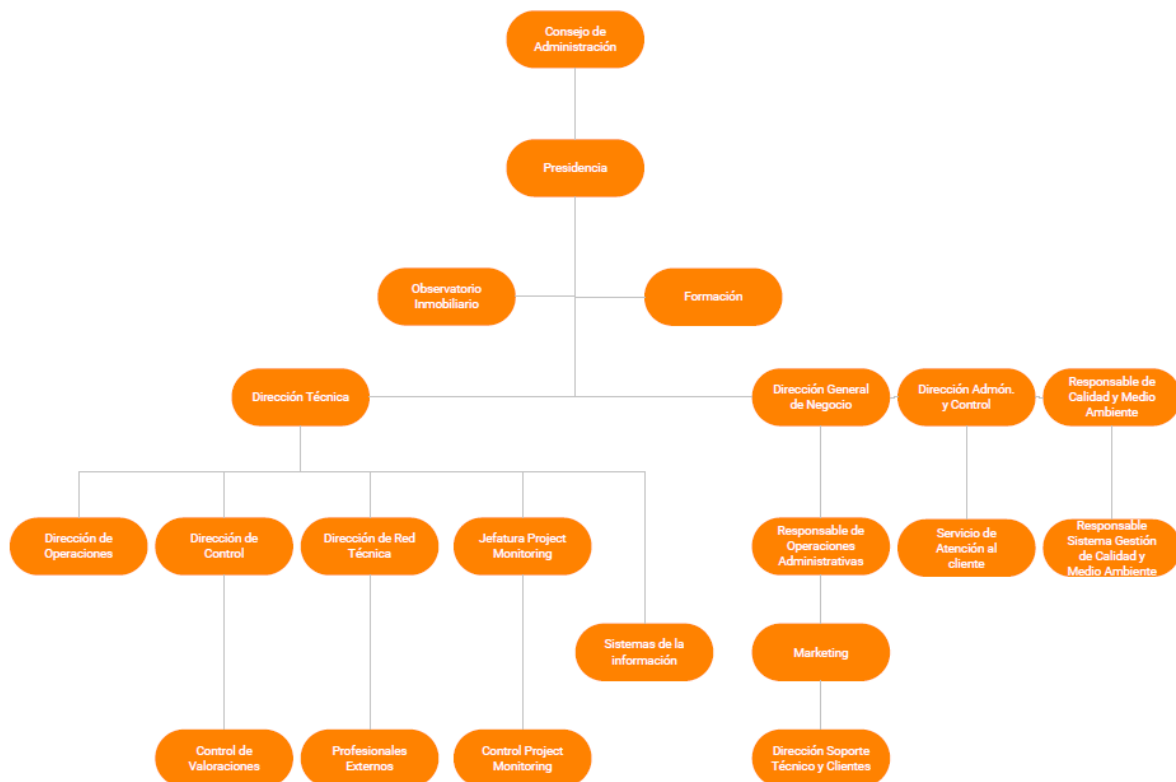 Consejo de
Administración
Presidencia
Observatorio
Inmobiliario
Formación
Dirección Técnica
Dirección General
de Negocio
Dirección Admón.
y Control
Responsable de
Calidad y Medio
Ambiente
Dirección de
Operaciones
Dirección de
Control
Dirección de Red
Técnica
Jefatura Project
Monitoring
Responsable de
Operaciones
Administrativas
Servicio de
Atención al
cliente
Responsable
Sistema Gestión
de Calidad y
Medio Ambiente
Sistemas de la
información
Marketing
Control de
Valoraciones
Profesionales
Externos
Control Project
Monitoring
Dirección Soporte
Técnico y Clientes